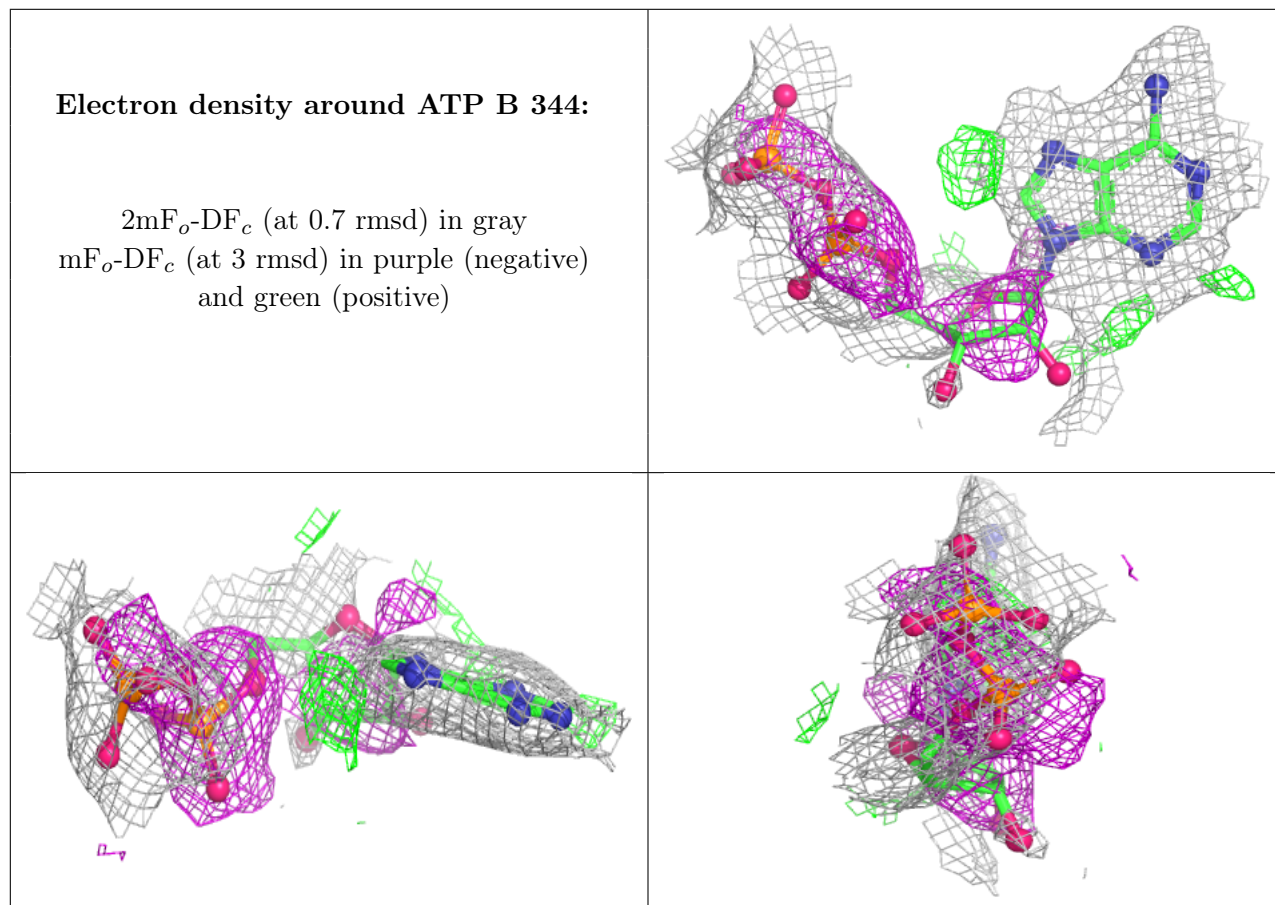 Electron density around ATP B 344:
2mFo-DFc (at 0.7 rmsd) in gray
mFo-DFc (at 3 rmsd) in purple (negative)
and green (positive)